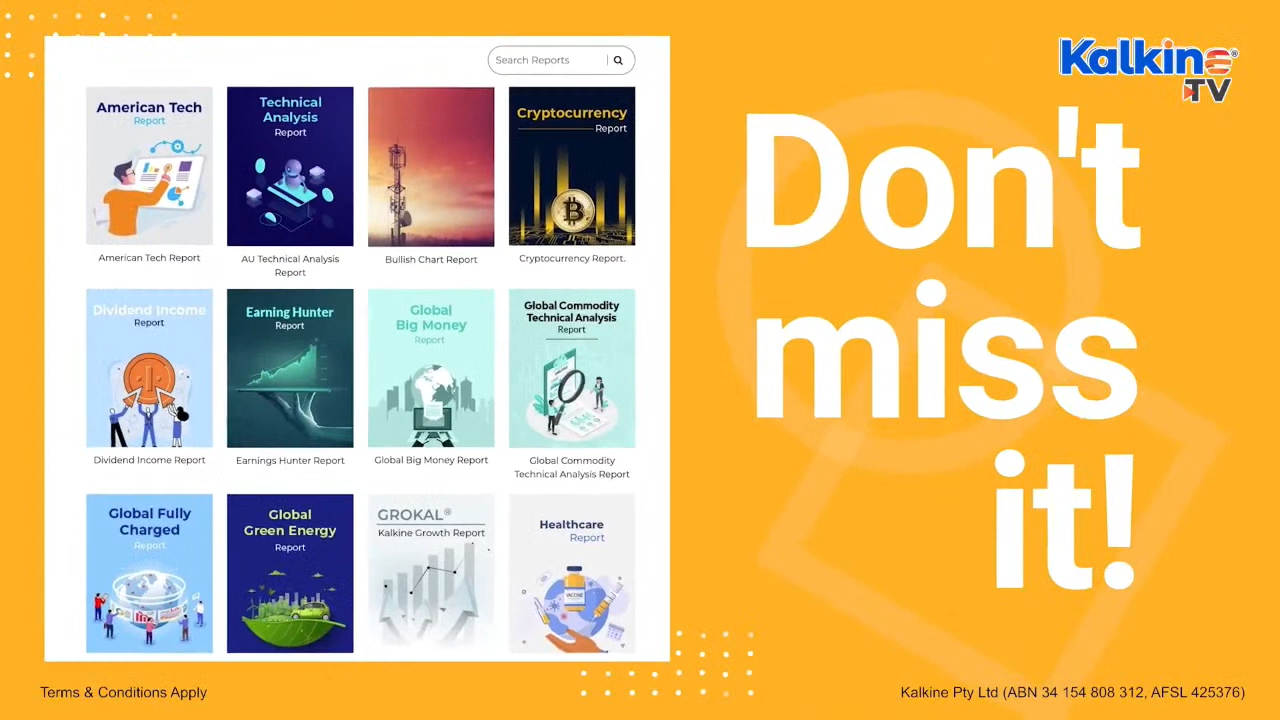 Search Reports
Kalkine®
TV
American Tech
Report
Technical
Analysis
Report
Cryptocurrency
Report
American Tech Report
AU Technical Analysis
Report
Bullish Chart Report
Cryptocurrency Report.
Dividend Income
Report
Earning Hunter
Report
Global
Big Money
Report
Global Commodity
Technical Analysis
Report
Dividend Income Report
Earnings Hunter Report
Global Big Money Report
Global Commodity
Technical Analysis Report
Global Fully
Charged
Report
Global
Green Energy
Report
GROKAL®
Kalkine Growth Report
Healthcare
Report
VACCINE
Don't
miss
it!
Terms & Conditions Apply
Kalkine Pty Ltd (ABN 34 154 808 312, AFSL 425376)